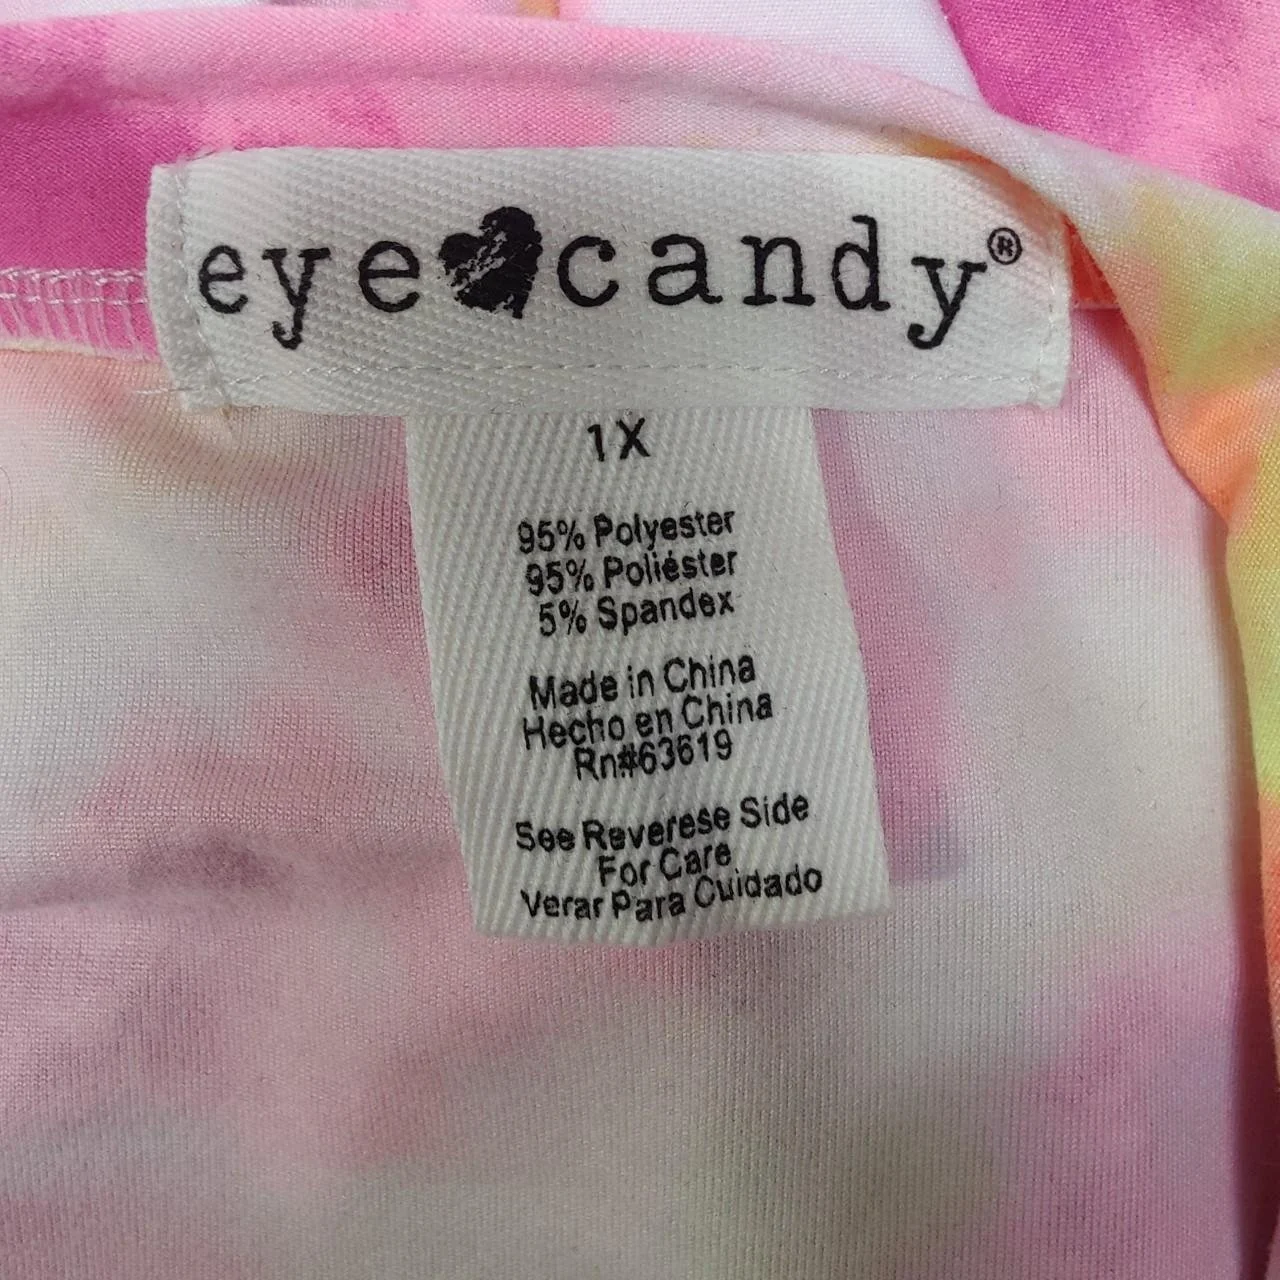 eye candy®
1X
95% Polyester
95% Poliéster
5% Spandex
Made in China
Hecho en China
Rn#63619
See Reverese Side
For Care
Verar Para Cuidado